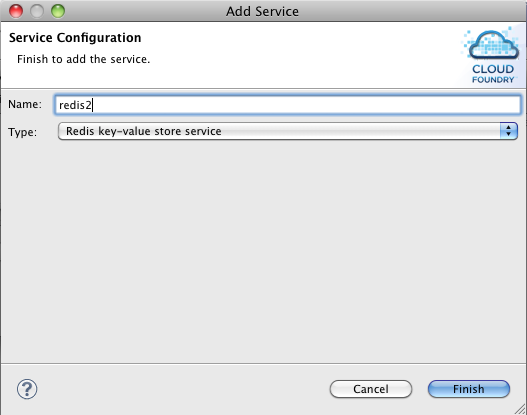 Add Service
Service Configuration
Finish to add the service.
CLOUD
FOUNDRY
Name: redis2
Type: Redis key-value store service
?
Cancel Finish